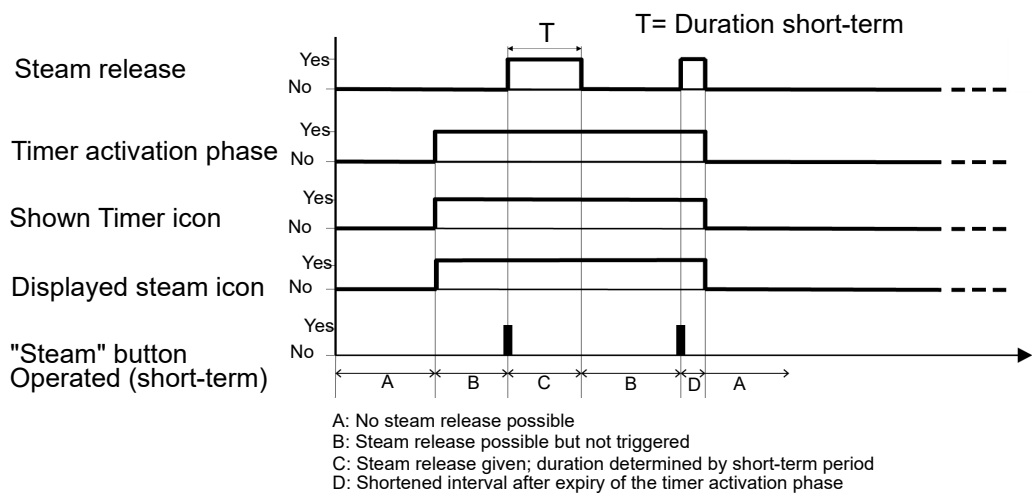 T= Duration short-term
T
Steam release
Yes
No
Timer activation phase
Yes
No
Shown Timer icon
Yes
No
Displayed steam icon
Yes
No
"Steam" button
Operated (short-term)
Yes
No
A B C B D A
A: No steam release possible
B: Steam release possible but not triggered
C: Steam release given; duration determined by short-term period
D: Shortened interval after expiry of the timer activation phase